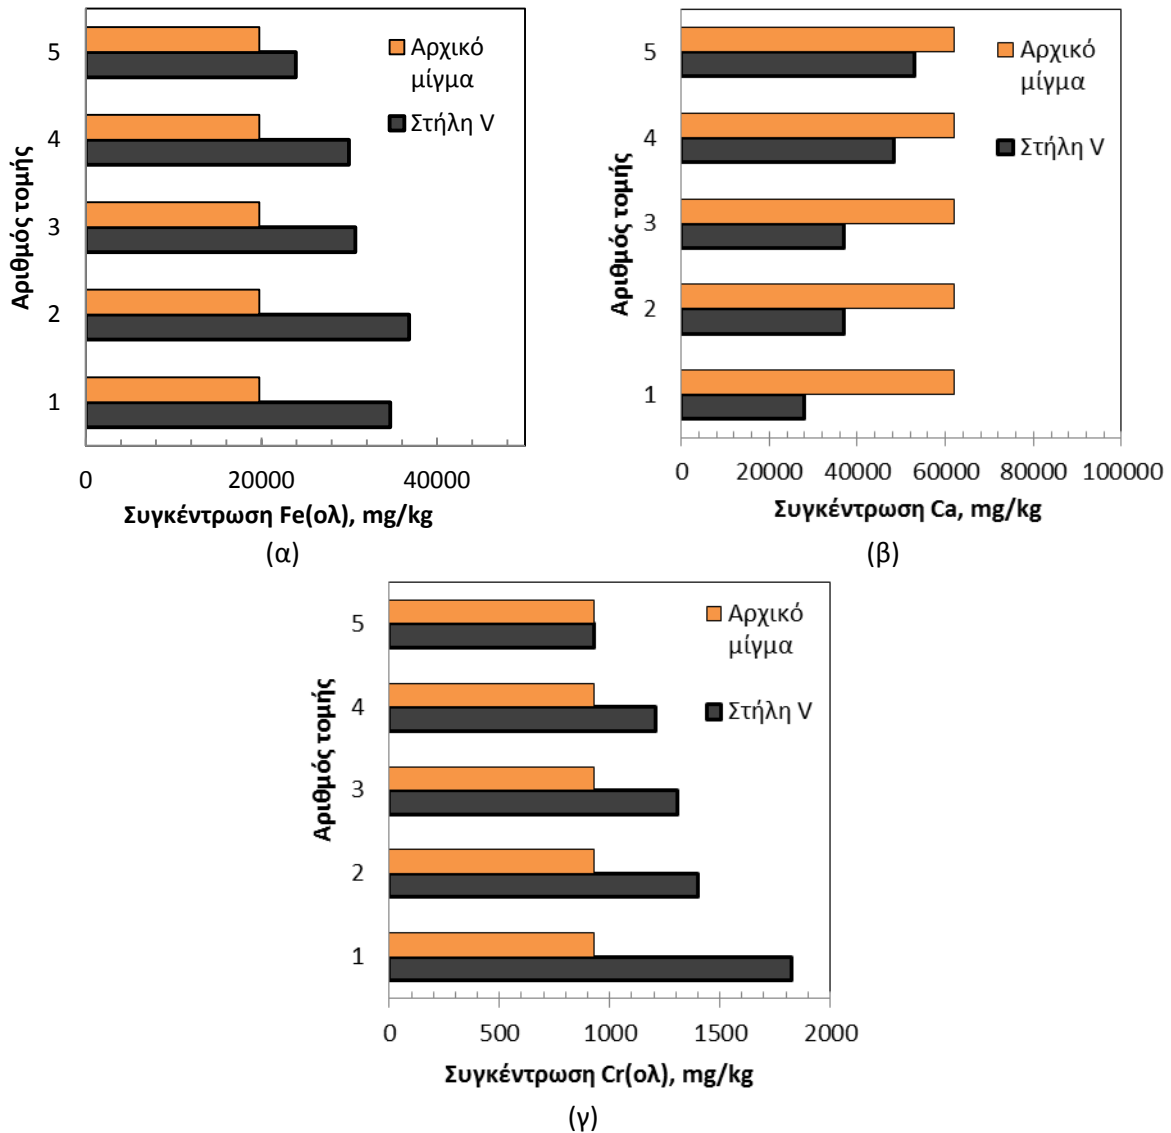 5
4
3
2
1
Αριθμός τομής
Αρχικό
μίγμα
Στήλη V
0 20000 40000
Συγκέντρωση Fe(ολ), mg/kg
(α)
5
4
3
2
1
Αριθμός τομής
Αρχικό
μίγμα
Στήλη V
0 20000 40000 60000 80000 100000
Συγκέντρωση Ca, mg/kg
(β)
5
4
3
2
1
Αριθμός τομής
Αρχικό
μίγμα
Στήλη V
0 500 1000 1500 2000
Συγκέντρωση Cr(ολ), mg/kg
(γ)